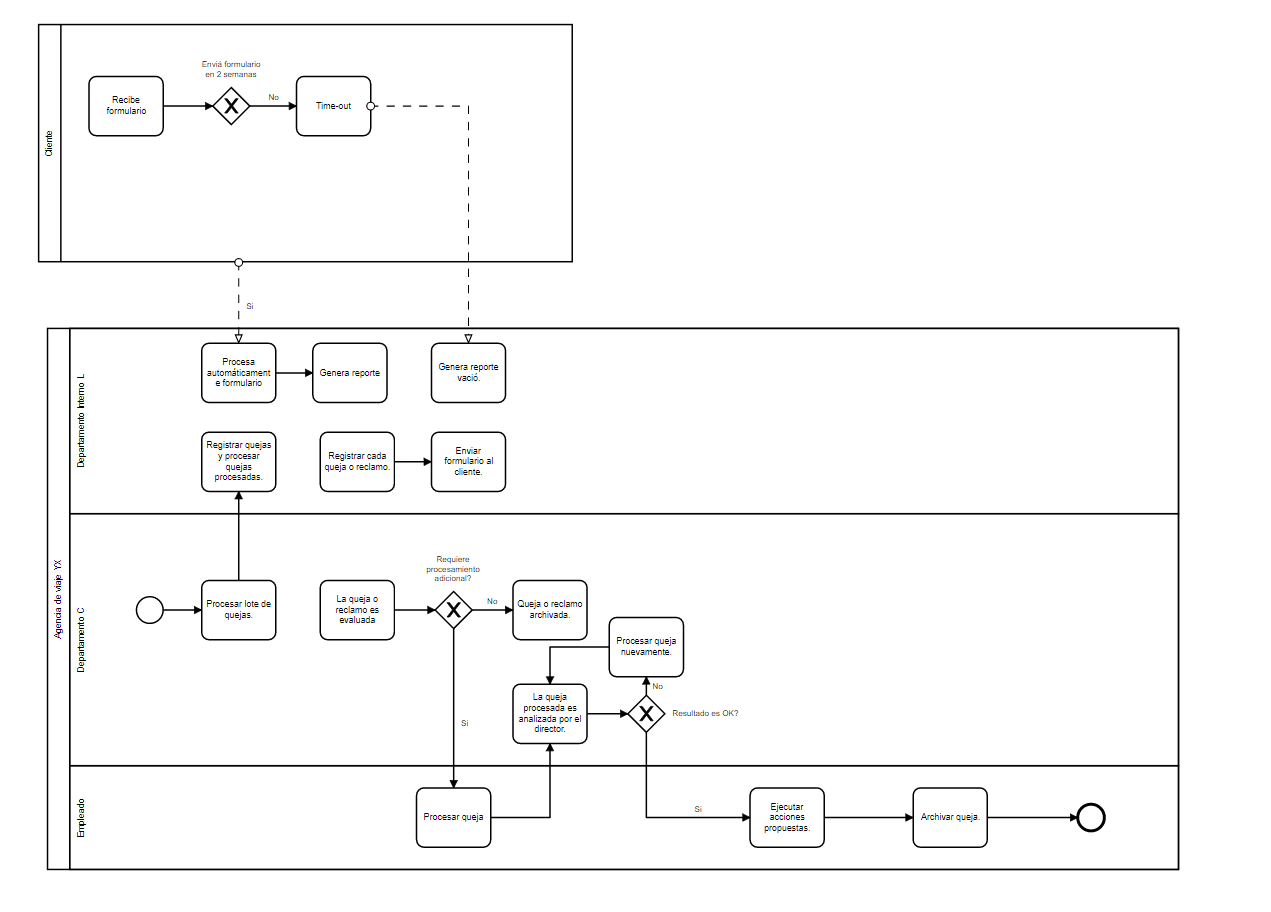 Cliente
Enviá formulario
en 2 semanas
Recibe
formulario
No
Time-out
Si
Agencia de viaje YX
Departamento Interno L
Procesa
automáticament
e formulario
Genera reporte
Genera reporte
vació.
Registrar quejas
y procesar
quejas
procesadas.
Registrar cada
queja o reclamo.
Enviar
formulario al
cliente.
Departamento C
Requiere
procesamiento
adicional?
Procesar lote de
quejas.
La queja o
reclamo es
evaluada
No
Queja o reclamo
archivada.
Procesar queja
nuevamente.
No
La queja
procesada es
analizada por el
director.
Resultado es OK?
Si
Empleado
Procesar queja
Si
Ejecutar
acciones
propuestas.
Archivar queja.